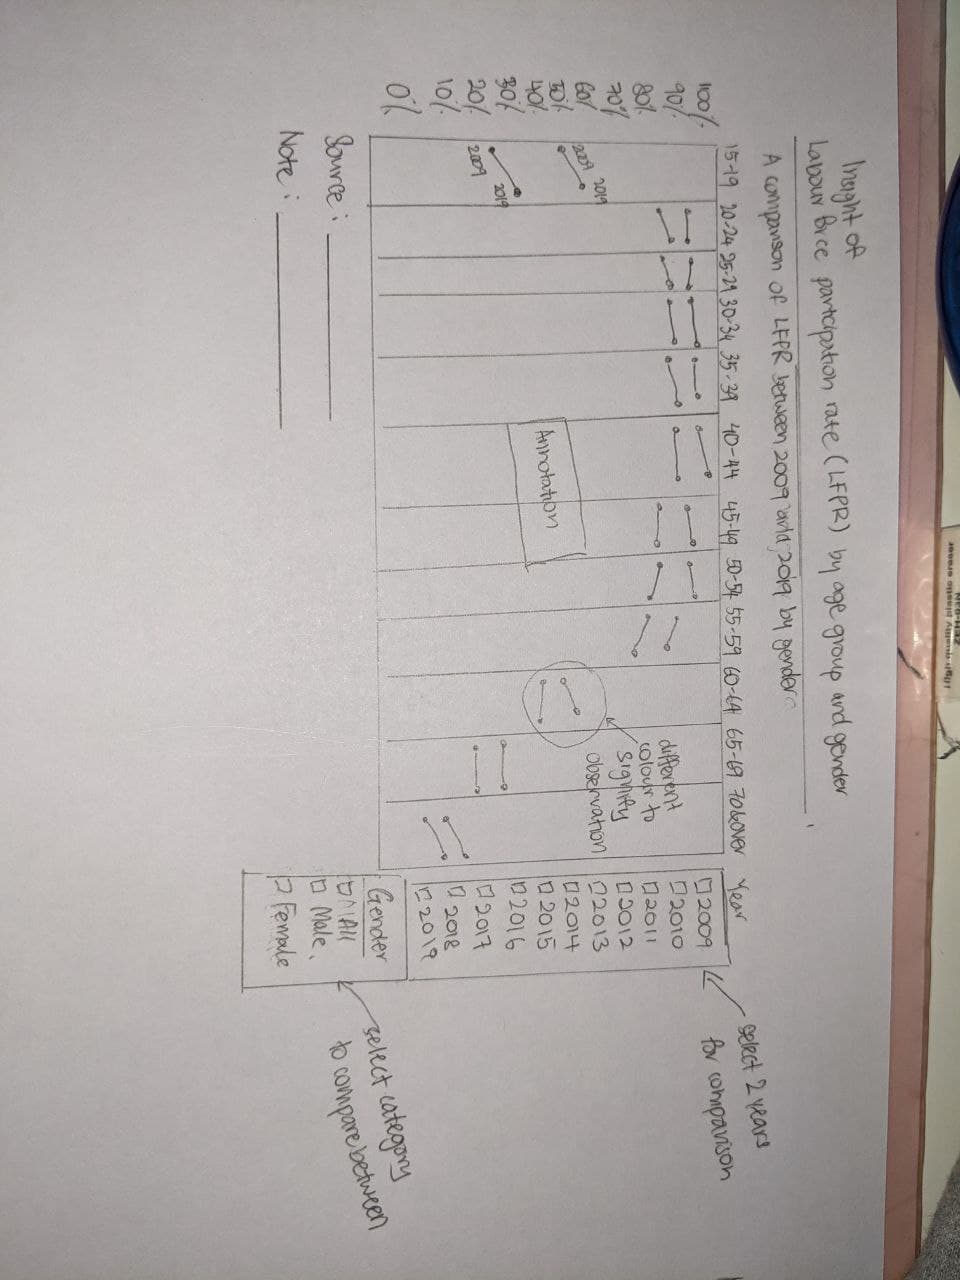 High quality plastic eraser
Insight of
Labour force participation rate (LFPR) by age group and gender
A comparison of LFPR between 2009 and 2019 by gender
15-19 20-24 25-29 30-34 35-39 40-44 45-49 50-54 55-59 60-64 65-69 70&over
100%
90%
80%
70%
60%
50%
40%
30%
20%
10%
0%
2009 2019
2009 2019
Annotation
different
colour to
signify
observation
Year
2009
2010
2011
2012
2013
2014
2015
2016
2017
2018
2019
select 2 years
for comparison
Gender
All
Male
Female
select category
to compare between
Source:
Note: